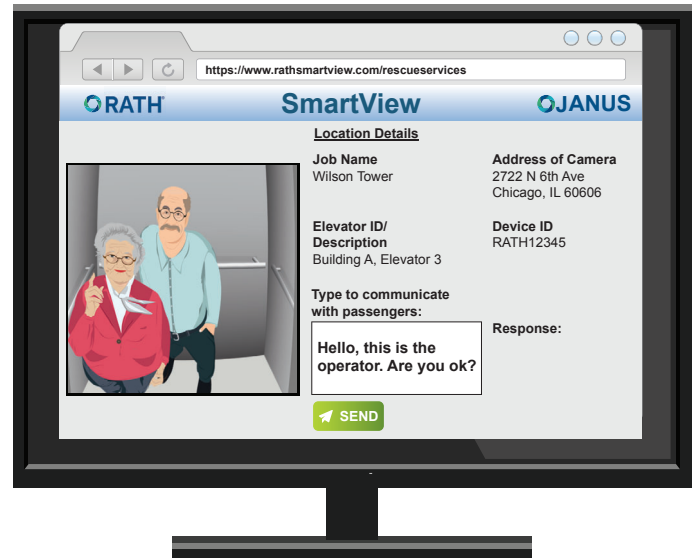 https://www.rathsmartview.com/rescueservices
RATH
SmartView
JANUS
Location Details
Job Name
Wilson Tower
Address of Camera
2722 N 6th Ave
Chicago, IL 60606
Elevator ID/
Description
Building A, Elevator 3
Device ID
RATH12345
Type to communicate
with passengers:
Hello, this is the
operator. Are you ok?
Response:
SEND